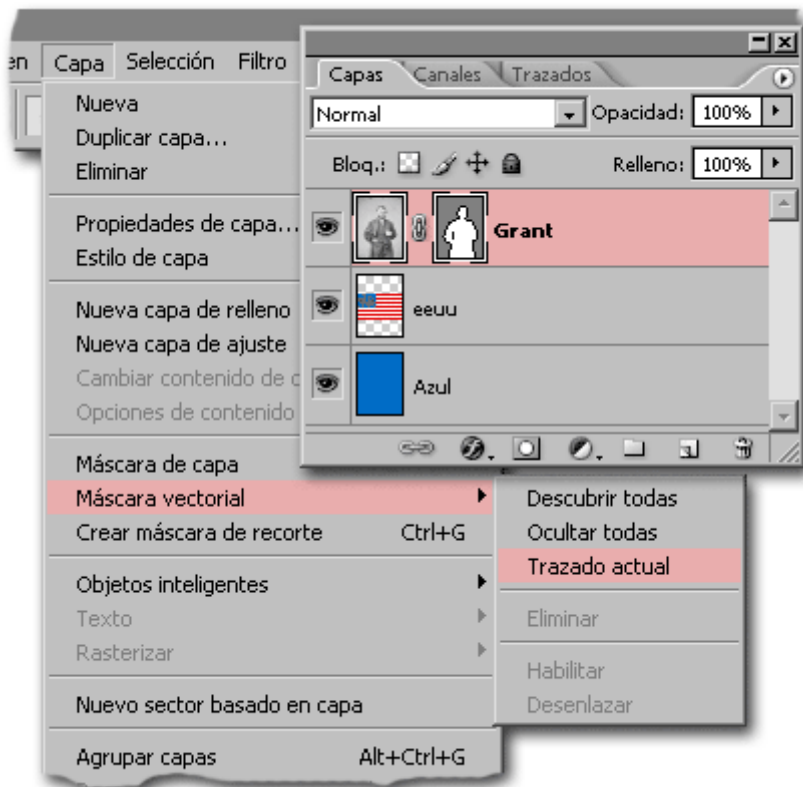 en Capa Selección Filtro
Nueva
Duplicar capa...
Eliminar
Propiedades de capa...
Estilo de capa
Nueva capa de relleno
Nueva capa de ajuste
Cambiar contenido de c
Opciones de contenido
Máscara de capa
Máscara vectorial
Crear máscara de recorte Ctrl+G
Objetos inteligentes
Texto
Rasterizar
Nuevo sector basado en capa
Agrupar capas Alt+Ctrl+G
Capas Canales Trazados
Normal Opacidad: 100%
Bloq.: Relleno: 100%
Grant
eeuu
Azul
Descubrir todas
Ocultar todas
Trazado actual
Eliminar
Habilitar
Desenlazar